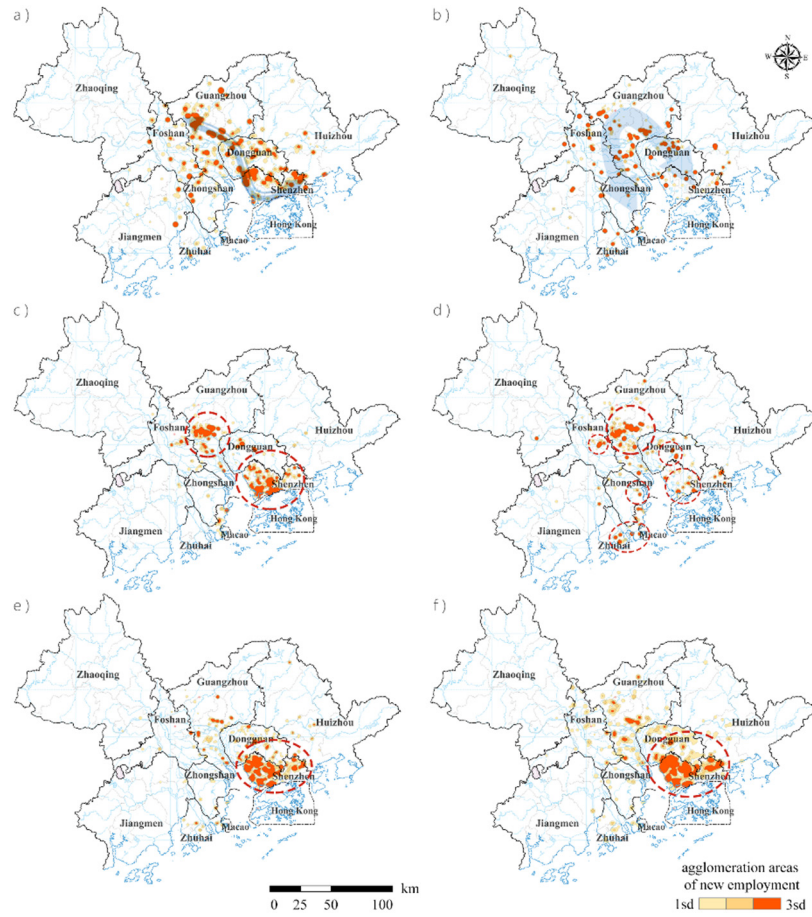 a )
Zhaoqing
Guangzhou
Foshan
Huizhou
Dongguan
Zhongshan
Shenzhen
Jiangmen
Hong Kong
Macao
Zhuhai
b )
N
W E
S
Zhaoqing
Guangzhou
Foshan
Huizhou
Dongguan
Zhongshan
Shenzhen
Jiangmen
Hong Kong
Macao
Zhuhai
c )
Zhaoqing
Guangzhou
Foshan
Huizhou
Dongguan
Zhongshan
Shenzhen
Jiangmen
Hong Kong
Macao
Zhuhai
d )
Zhaoqing
Guangzhou
Foshan
Huizhou
Dongguan
Zhongshan
Shenzhen
Jiangmen
Hong Kong
Macao
Zhuhai
e )
Zhaoqing
Guangzhou
Foshan
Huizhou
Dongguan
Zhongshan
Shenzhen
Jiangmen
Hong Kong
Macao
Zhuhai
f )
Zhaoqing
Guangzhou
Foshan
Huizhou
Dongguan
Zhongshan
Shenzhen
Jiangmen
Hong Kong
Macao
Zhuhai
km
0 25 50 100
agglomeration areas
of new employment
1sd 3sd